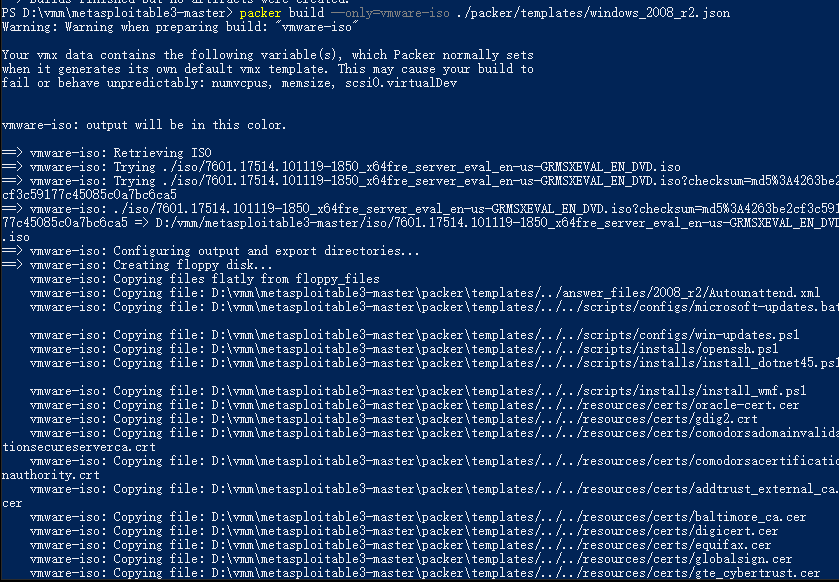 PS D:\vmm\metasploitable3-master> packer build --only=vmware-iso ./packer/templates/windows_2008_r2.json
Warning: Warning when preparing build: "vmware-iso"
Your vmx data contains the following variable(s), which Packer normally sets
when it generates its own default vmx template. This may cause your build to
fail or behave unpredictably: numvcpus, memsize, scsi0.virtualDev
vmware-iso: output will be in this color.
==> vmware-iso: Retrieving ISO
==> vmware-iso: Trying ./iso/7601.17514.101119-1850_x64fre_server_eval_en-us-GRMSXEVAL_EN_DVD.iso
==> vmware-iso: Trying ./iso/7601.17514.101119-1850_x64fre_server_eval_en-us-GRMSXEVAL_EN_DVD.iso?checksum=md5%3A4263be2
cf3c59177c45085c0a7bc6ca5
==> vmware-iso: ./iso/7601.17514.101119-1850_x64fre_server_eval_en-us-GRMSXEVAL_EN_DVD.iso?checksum=md5%3A4263be2cf3c591
77c45085c0a7bc6ca5 => D:/vmm/metasploitable3-master/iso/7601.17514.101119-1850_x64fre_server_eval_en-us-GRMSXEVAL_EN_DVD
.iso
==> vmware-iso: Configuring output and export directories...
==> vmware-iso: Creating floppy disk...
vmware-iso: Copying files flatly from floppy_files
vmware-iso: Copying file: D:\vmm\metasploitable3-master\packer\templates/../answer_files/2008_r2/Autounattend.xml
vmware-iso: Copying file: D:\vmm\metasploitable3-master\packer\templates/../../scripts/configs/microsoft-updates.bat
vmware-iso: Copying file: D:\vmm\metasploitable3-master\packer\templates/../../scripts/configs/win-updates.ps1
vmware-iso: Copying file: D:\vmm\metasploitable3-master\packer\templates/../../scripts/installs/openssh.ps1
vmware-iso: Copying file: D:\vmm\metasploitable3-master\packer\templates/../../scripts/installs/install_dotnet45.ps1
vmware-iso: Copying file: D:\vmm\metasploitable3-master\packer\templates/../../scripts/installs/install_wmf.ps1
vmware-iso: Copying file: D:\vmm\metasploitable3-master\packer\templates/../../resources/certs/oracle-cert.cer
vmware-iso: Copying file: D:\vmm\metasploitable3-master\packer\templates/../../resources/certs/gdig2.crt
vmware-iso: Copying file: D:\vmm\metasploitable3-master\packer\templates/../../resources/certs/comodorsadomainvalida
tionsecureserverca.crt
vmware-iso: Copying file: D:\vmm\metasploitable3-master\packer\templates/../../resources/certs/comodorsacertificatio
nauthority.crt
vmware-iso: Copying file: D:\vmm\metasploitable3-master\packer\templates/../../resources/certs/addtrust_external_ca.
cer
vmware-iso: Copying file: D:\vmm\metasploitable3-master\packer\templates/../../resources/certs/baltimore_ca.cer
vmware-iso: Copying file: D:\vmm\metasploitable3-master\packer\templates/../../resources/certs/digicert.cer
vmware-iso: Copying file: D:\vmm\metasploitable3-master\packer\templates/../../resources/certs/equifax.cer
vmware-iso: Copying file: D:\vmm\metasploitable3-master\packer\templates/../../resources/certs/globalsign.cer
vmware-iso: Copying file: D:\vmm\metasploitable3-master\packer\templates/../../resources/certs/gte_cybertrust.cer